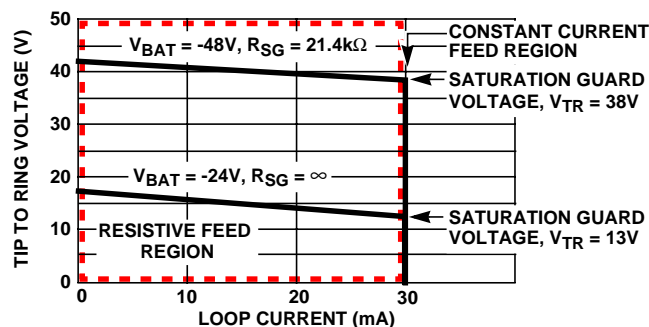 50
40
30
20
10
0
TIP TO RING VOLTAGE (V)
V_BAT = -48V, R_SG = 21.4kΩ
V_BAT = -24V, R_SG = ∞
RESISTIVE FEED
REGION
CONSTANT CURRENT
FEED REGION
SATURATION GUARD
VOLTAGE, V_TR = 38V
SATURATION GUARD
VOLTAGE, V_TR = 13V
0 10 20 30
LOOP CURRENT (mA)